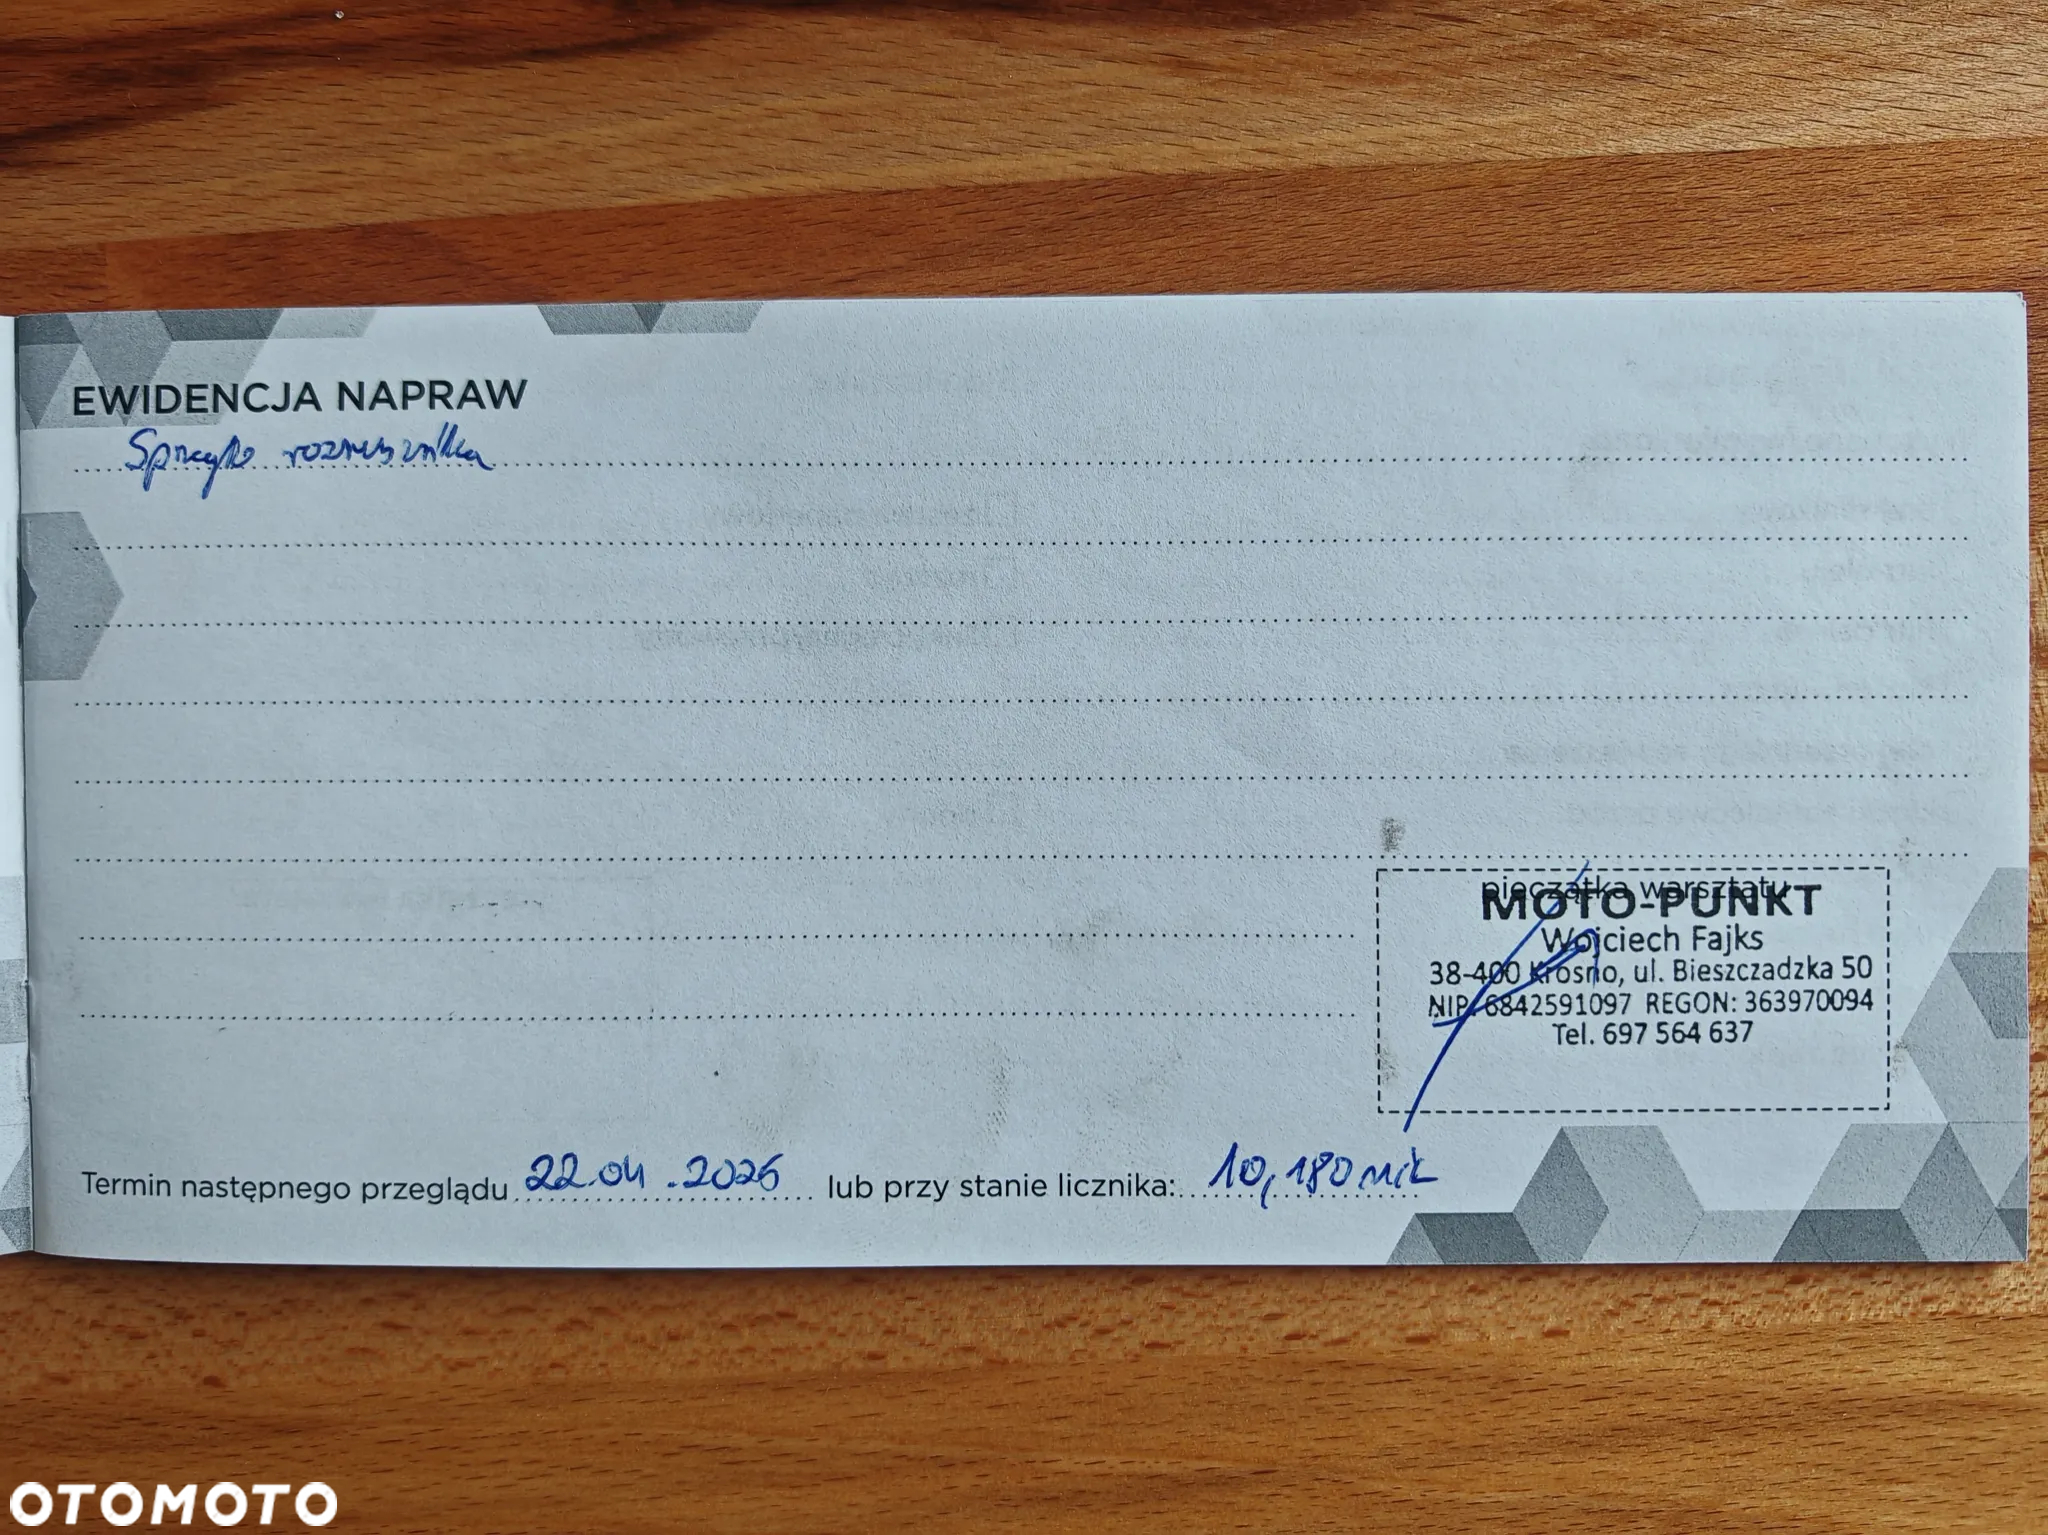 EWIDENCJA NAPRAW
Sprzęgło rozrusznika
pieczątka warsztatu
MOTO-PUNKT
Wojciech Fajks
38-400 Krosno, ul. Bieszczadzka 50
NIP: 6842591097 REGON: 363970094
Tel. 697 564 637
Termin następnego przeglądu 22.04.2026 lub przy stanie licznika: 10,180 mil
OTOMOTO